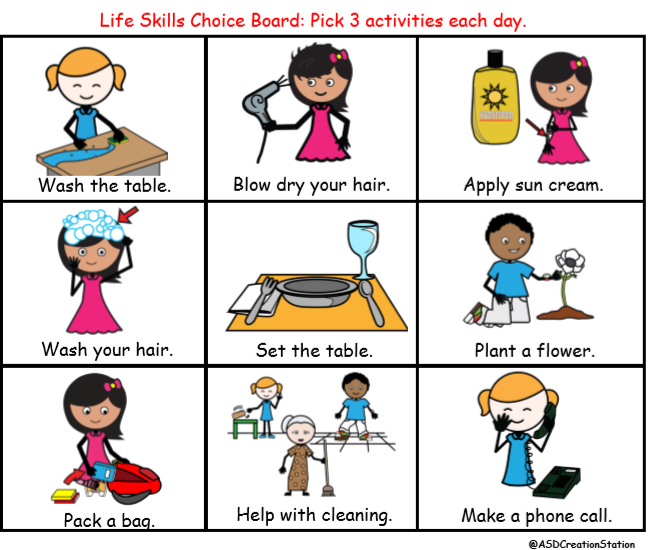 Life Skills Choice Board: Pick 3 activities each day.
Wash the table.
Blow dry your hair.
Apply sun cream.
Wash your hair.
Set the table.
Plant a flower.
Pack a bag.
Help with cleaning.
Make a phone call.
@ASDCreationStation